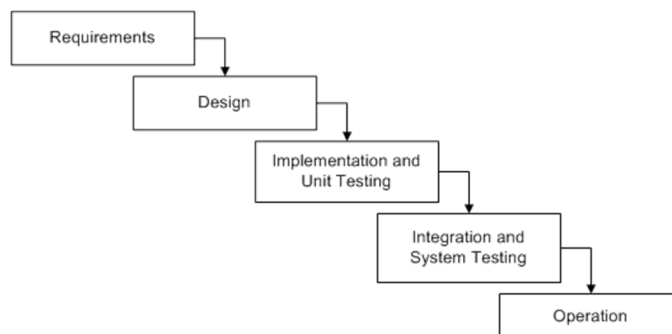 Requirements
Design
Implementation and
Unit Testing
Integration and
System Testing
Operation